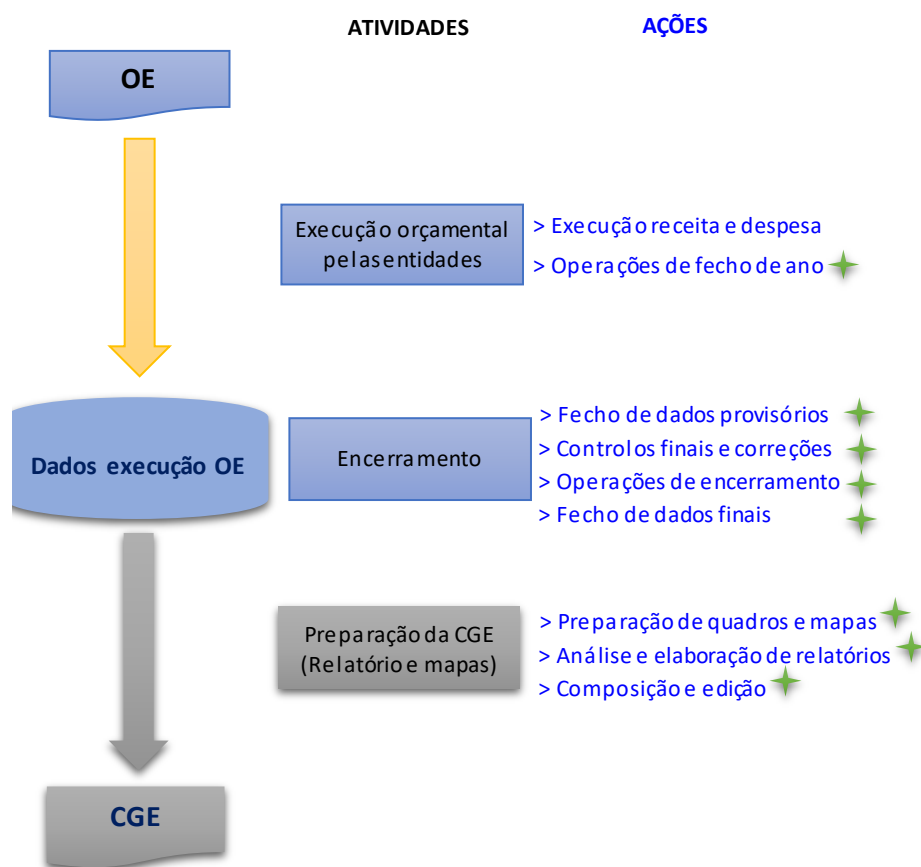 ATIVIDADES
AÇÕES
OE
Execução orçamental
pelas entidades
> Execução receita e despesa
> Operações de fecho de ano
Dados execução OE
Encerramento
> Fecho de dados provisórios
> Controlos finais e correções
> Operações de encerramento
> Fecho de dados finais
Preparação da CGE
(Relatório e mapas)
> Preparação de quadros e mapas
> Análise e elaboração de relatórios
> Composição e edição
CGE